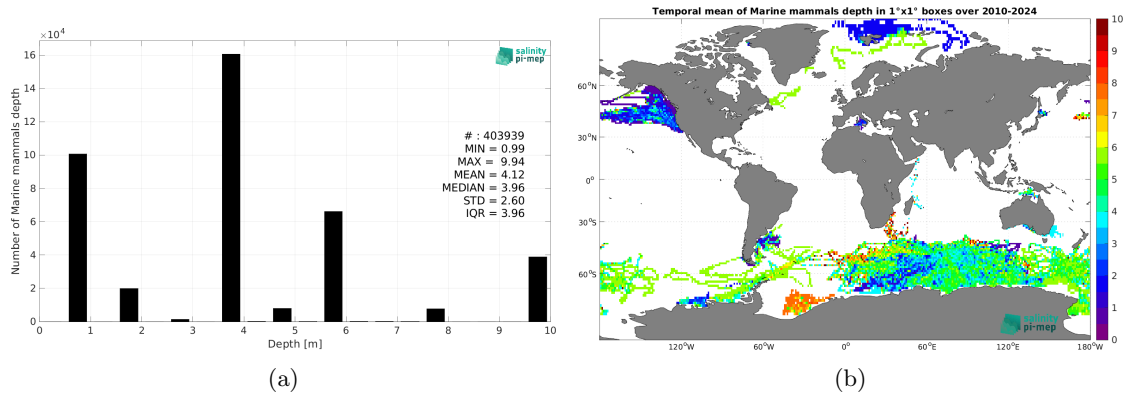 ×10⁴
16
14
12
10
8
6
4
2
0
Number of Marine mammals depth
salinity
pi-mep
# : 403939
MIN = 0.99
MAX = 9.94
MEAN = 4.12
MEDIAN = 3.96
STD = 2.60
IQR = 3.96
0 1 2 3 4 5 6 7 8 9 10
Depth [m]
(a)
Temporal mean of Marine mammals depth in 1°x1° boxes over 2010-2024
60°N
30°N
0°
30°S
60°S
120°W 60°W 0° 60°E 120°E 180°W
salinity
pi-mep
10
9
8
7
6
5
4
3
2
1
0
(b)